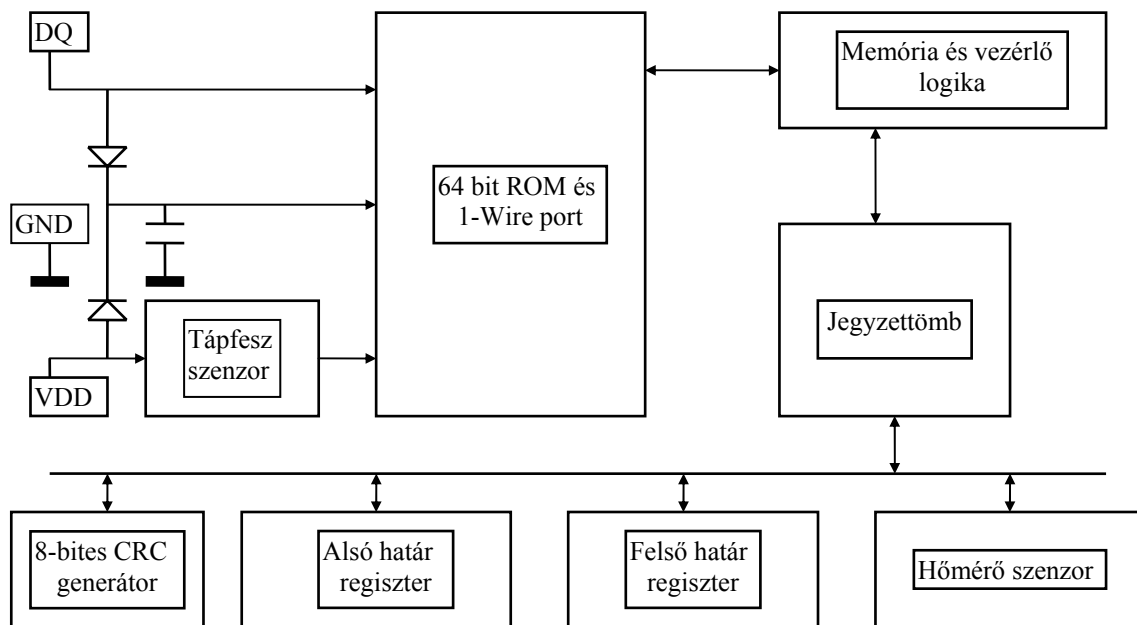 DQ
Memória és vezérlő
logika
64 bit ROM és
1-Wire port
GND
Tápfesz
szenzor
Jegyzettömb
VDD
8-bites CRC
generátor
Alsó határ
regiszter
Felső határ
regiszter
Hőmérő szenzor